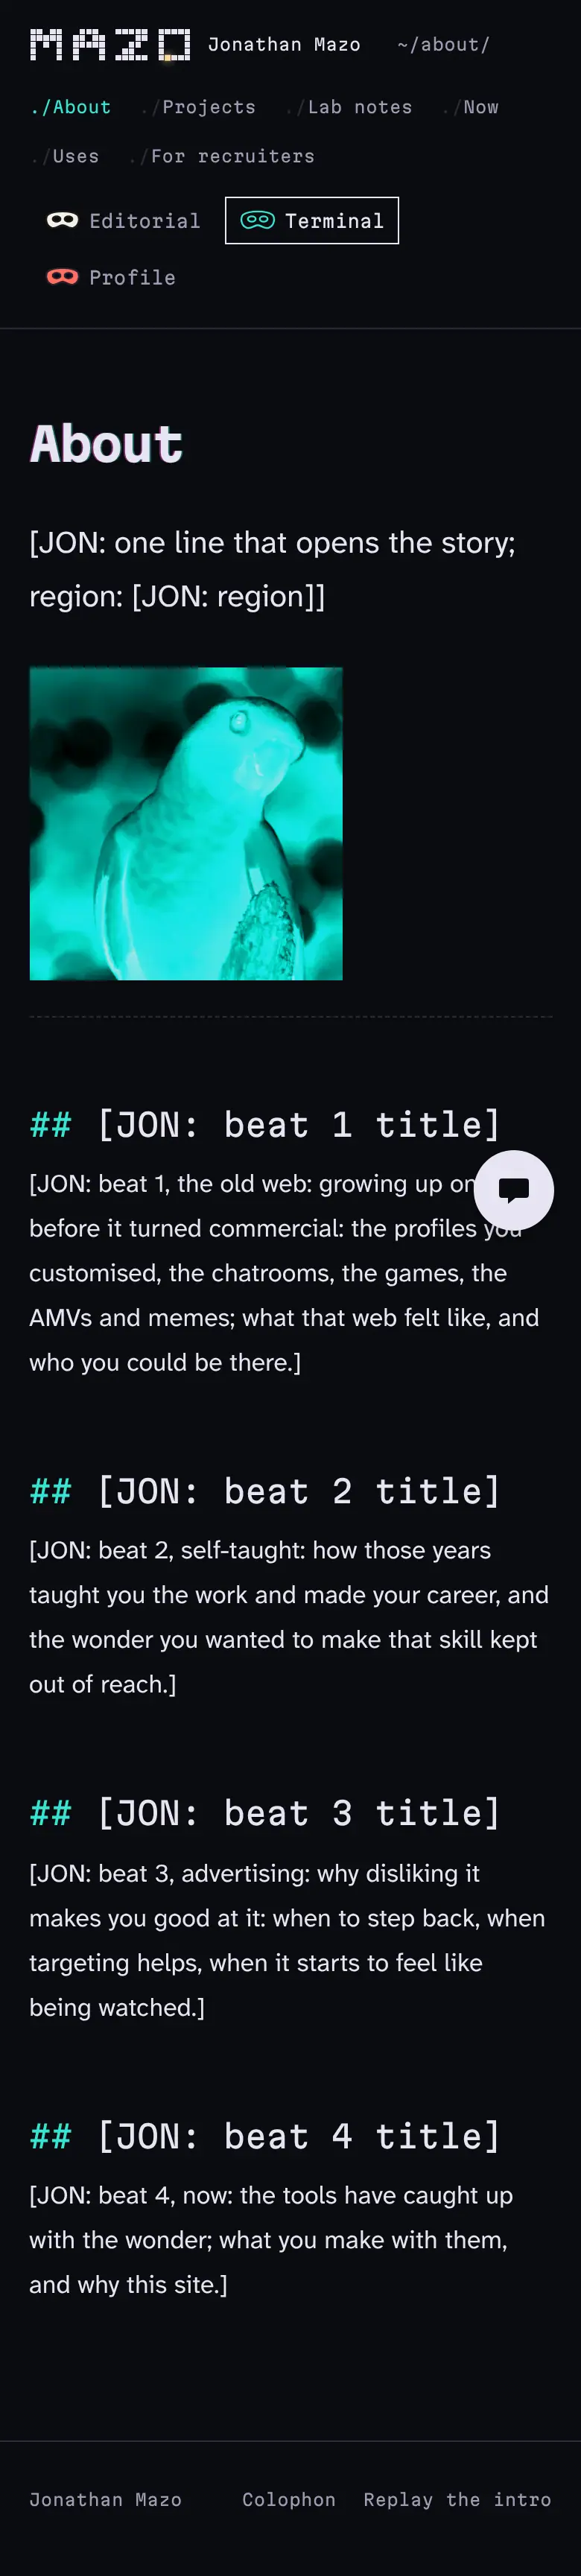 MAZO Jonathan Mazo ~/about/
./About ./Projects ./Lab notes ./Now
./Uses ./For recruiters
Editorial Terminal
Profile
About
[JON: one line that opens the story;
region: [JON: region]]
## [JON: beat 1 title]
[JON: beat 1, the old web: growing up on
before it turned commercial: the profiles you
customised, the chatrooms, the games, the
AMVs and memes; what that web felt like, and
who you could be there.]
## [JON: beat 2 title]
[JON: beat 2, self-taught: how those years
taught you the work and made your career, and
the wonder you wanted to make that skill kept
out of reach.]
## [JON: beat 3 title]
[JON: beat 3, advertising: why disliking it
makes you good at it: when to step back, when
targeting helps, when it starts to feel like
being watched.]
## [JON: beat 4 title]
[JON: beat 4, now: the tools have caught up
with the wonder; what you make with them,
and why this site.]
Jonathan Mazo Colophon Replay the intro